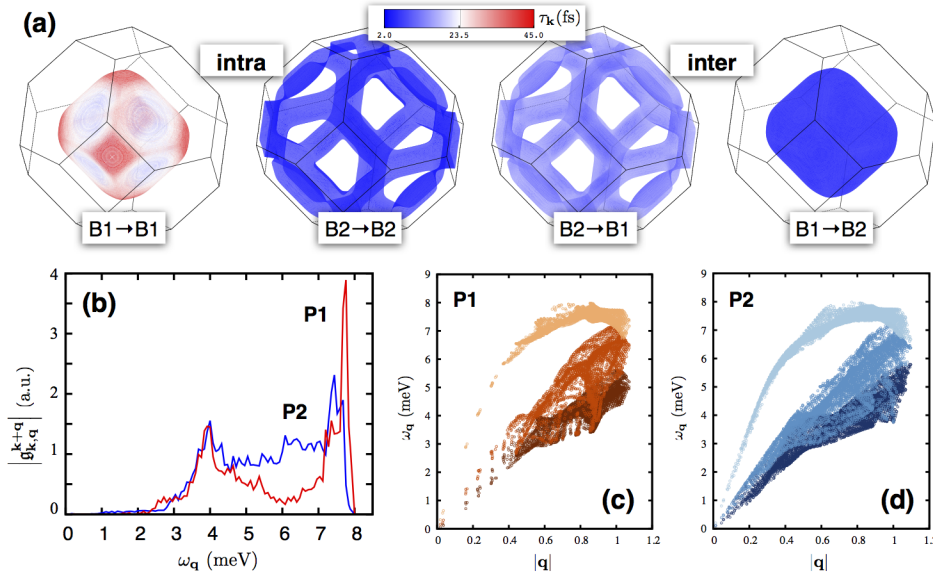 (a)
τk(fs)
2.0 23.5 45.0
intra
inter
B1→B1
B2→B2
B2→B1
B1→B2
(b)
P1
P2
|g^{k+q}_{k,q}| (a.u.)
4
3
2
1
0
0 1 2 3 4 5 6 7 8
ωq (meV)
P1
(c)
ωq (meV)
9
8
7
6
5
4
3
2
1
0
0 0.2 0.4 0.6 0.8 1 1.2
|q|
P2
(d)
ωq (meV)
9
8
7
6
5
4
3
2
1
0
0 0.2 0.4 0.6 0.8 1 1.2
|q|